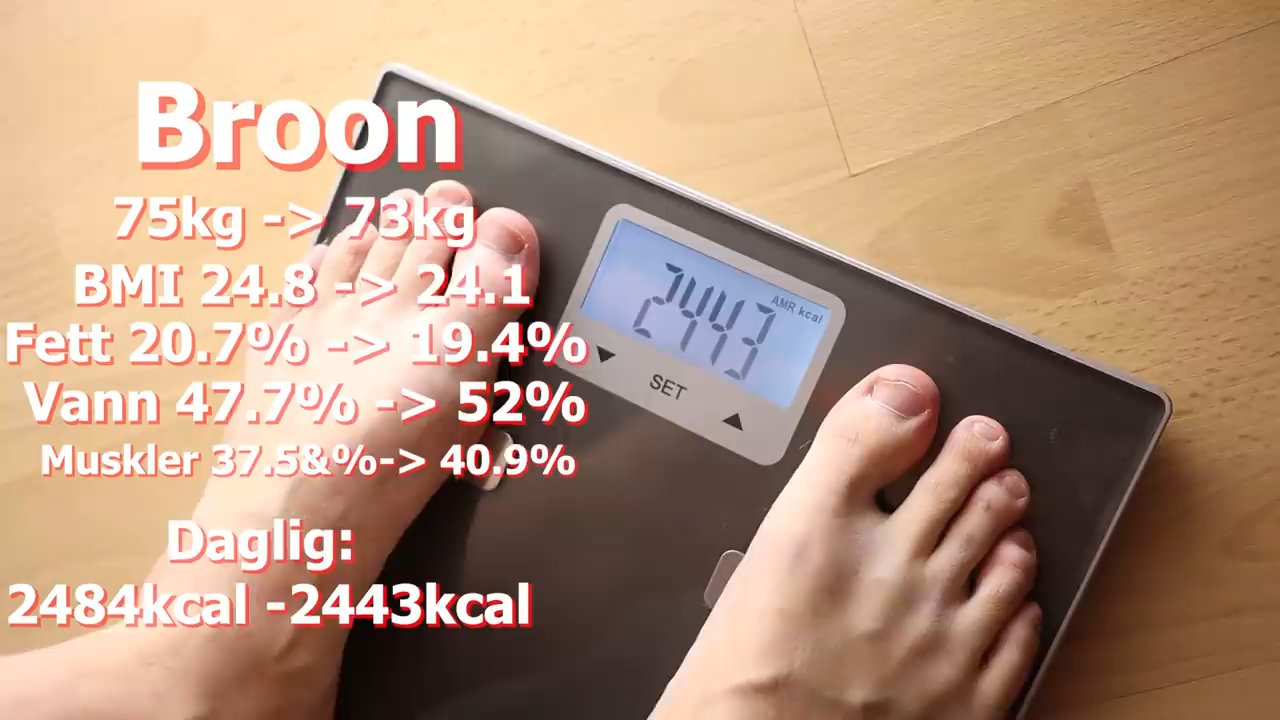 Broon
75kg -> 73kg
BMI 24.8 -> 24.1
Fett 20.7% -> 19.4%
Vann 47.7% -> 52%
Muskler 37.5&%-> 40.9%
Daglig:
2484kcal -2443kcal
AMR kcal
2443
SET